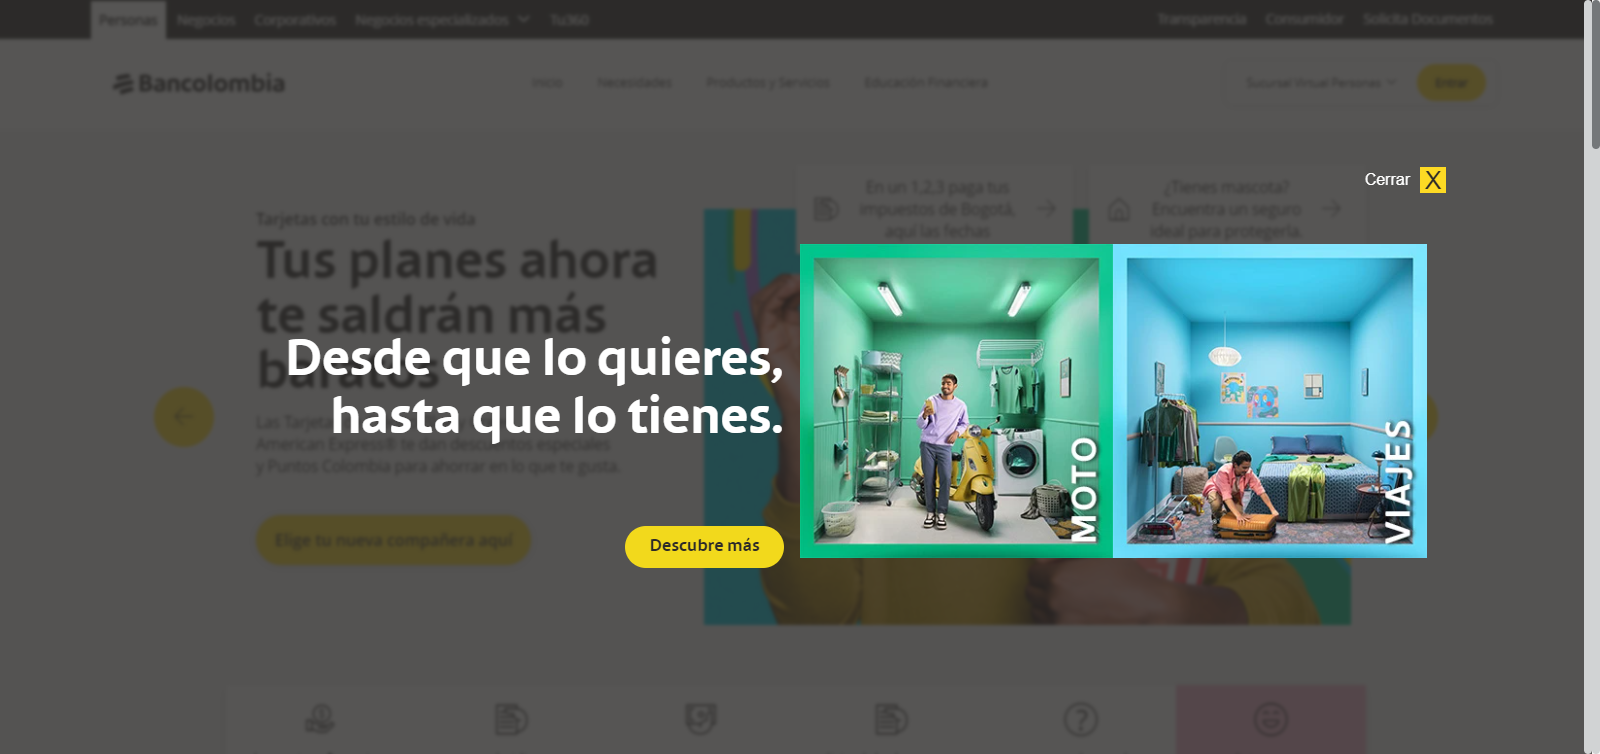 Personas Negocios Corporativos Negocios especializados Tu360 Transparencia Consumidor Solicita Documentos
Bancolombia Inicio Necesidades Productos y Servicios Educación Financiera Sucursal Virtual Personas Entrar
Cerrar X
En un 1,2,3 paga tus
impuestos de Bogotá,
aquí las fechas
¿Tienes mascota?
Encuentra un seguro
ideal para protegerla.
Tarjetas con tu estilo de vida
Tus planes ahora
te saldrán más
baratos
Desde que lo quieres,
hasta que lo tienes.
Las Tarjetas
American Express® te dan descuentos especiales
y Puntos Colombia para ahorrar en lo que te gusta.
Elige tu nueva compañera aquí
Descubre más
MOTO
VIAJES